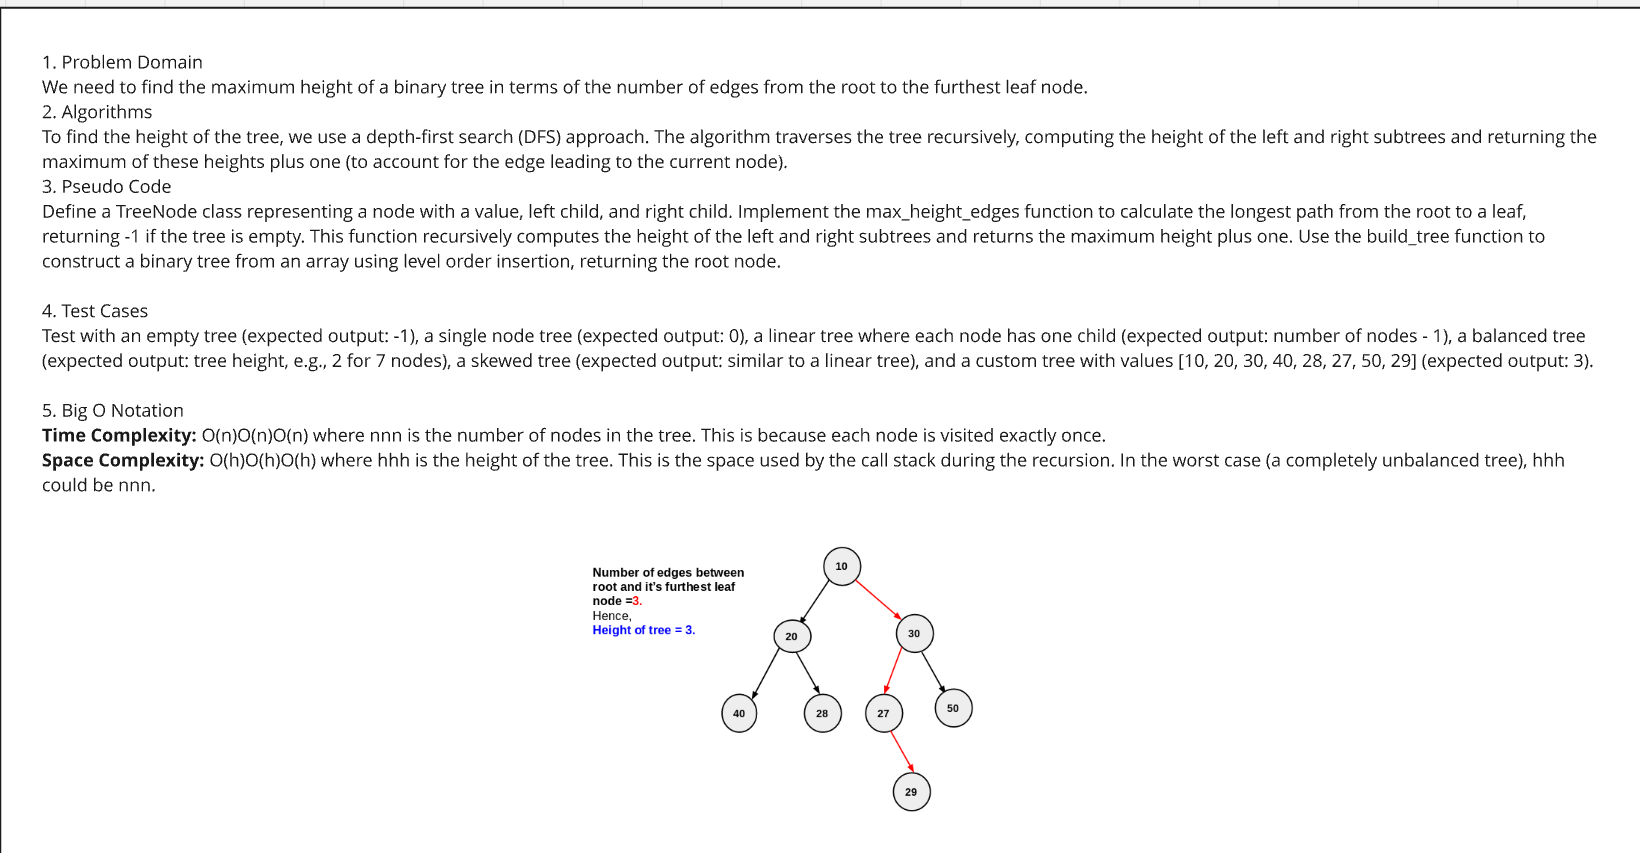 1. Problem Domain
We need to find the maximum height of a binary tree in terms of the number of edges from the root to the furthest leaf node.
2. Algorithms
To find the height of the tree, we use a depth-first search (DFS) approach. The algorithm traverses the tree recursively, computing the height of the left and right subtrees and returning the
maximum of these heights plus one (to account for the edge leading to the current node).
3. Pseudo Code
Define a TreeNode class representing a node with a value, left child, and right child. Implement the max_height_edges function to calculate the longest path from the root to a leaf,
returning -1 if the tree is empty. This function recursively computes the height of the left and right subtrees and returns the maximum height plus one. Use the build_tree function to
construct a binary tree from an array using level order insertion, returning the root node.
4. Test Cases
Test with an empty tree (expected output: -1), a single node tree (expected output: 0), a linear tree where each node has one child (expected output: number of nodes - 1), a balanced tree
(expected output: tree height, e.g., 2 for 7 nodes), a skewed tree (expected output: similar to a linear tree), and a custom tree with values [10, 20, 30, 40, 28, 27, 50, 29] (expected output: 3).
5. Big O Notation
Time Complexity: O(n)O(n)O(n) where nnn is the number of nodes in the tree. This is because each node is visited exactly once.
Space Complexity: O(h)O(h)O(h) where hhh is the height of the tree. This is the space used by the call stack during the recursion. In the worst case (a completely unbalanced tree), hhh
could be nnn.
Number of edges between
root and it's furthest leaf
node =3.
Hence,
Height of tree = 3.
10
20
30
40
28
27
50
29